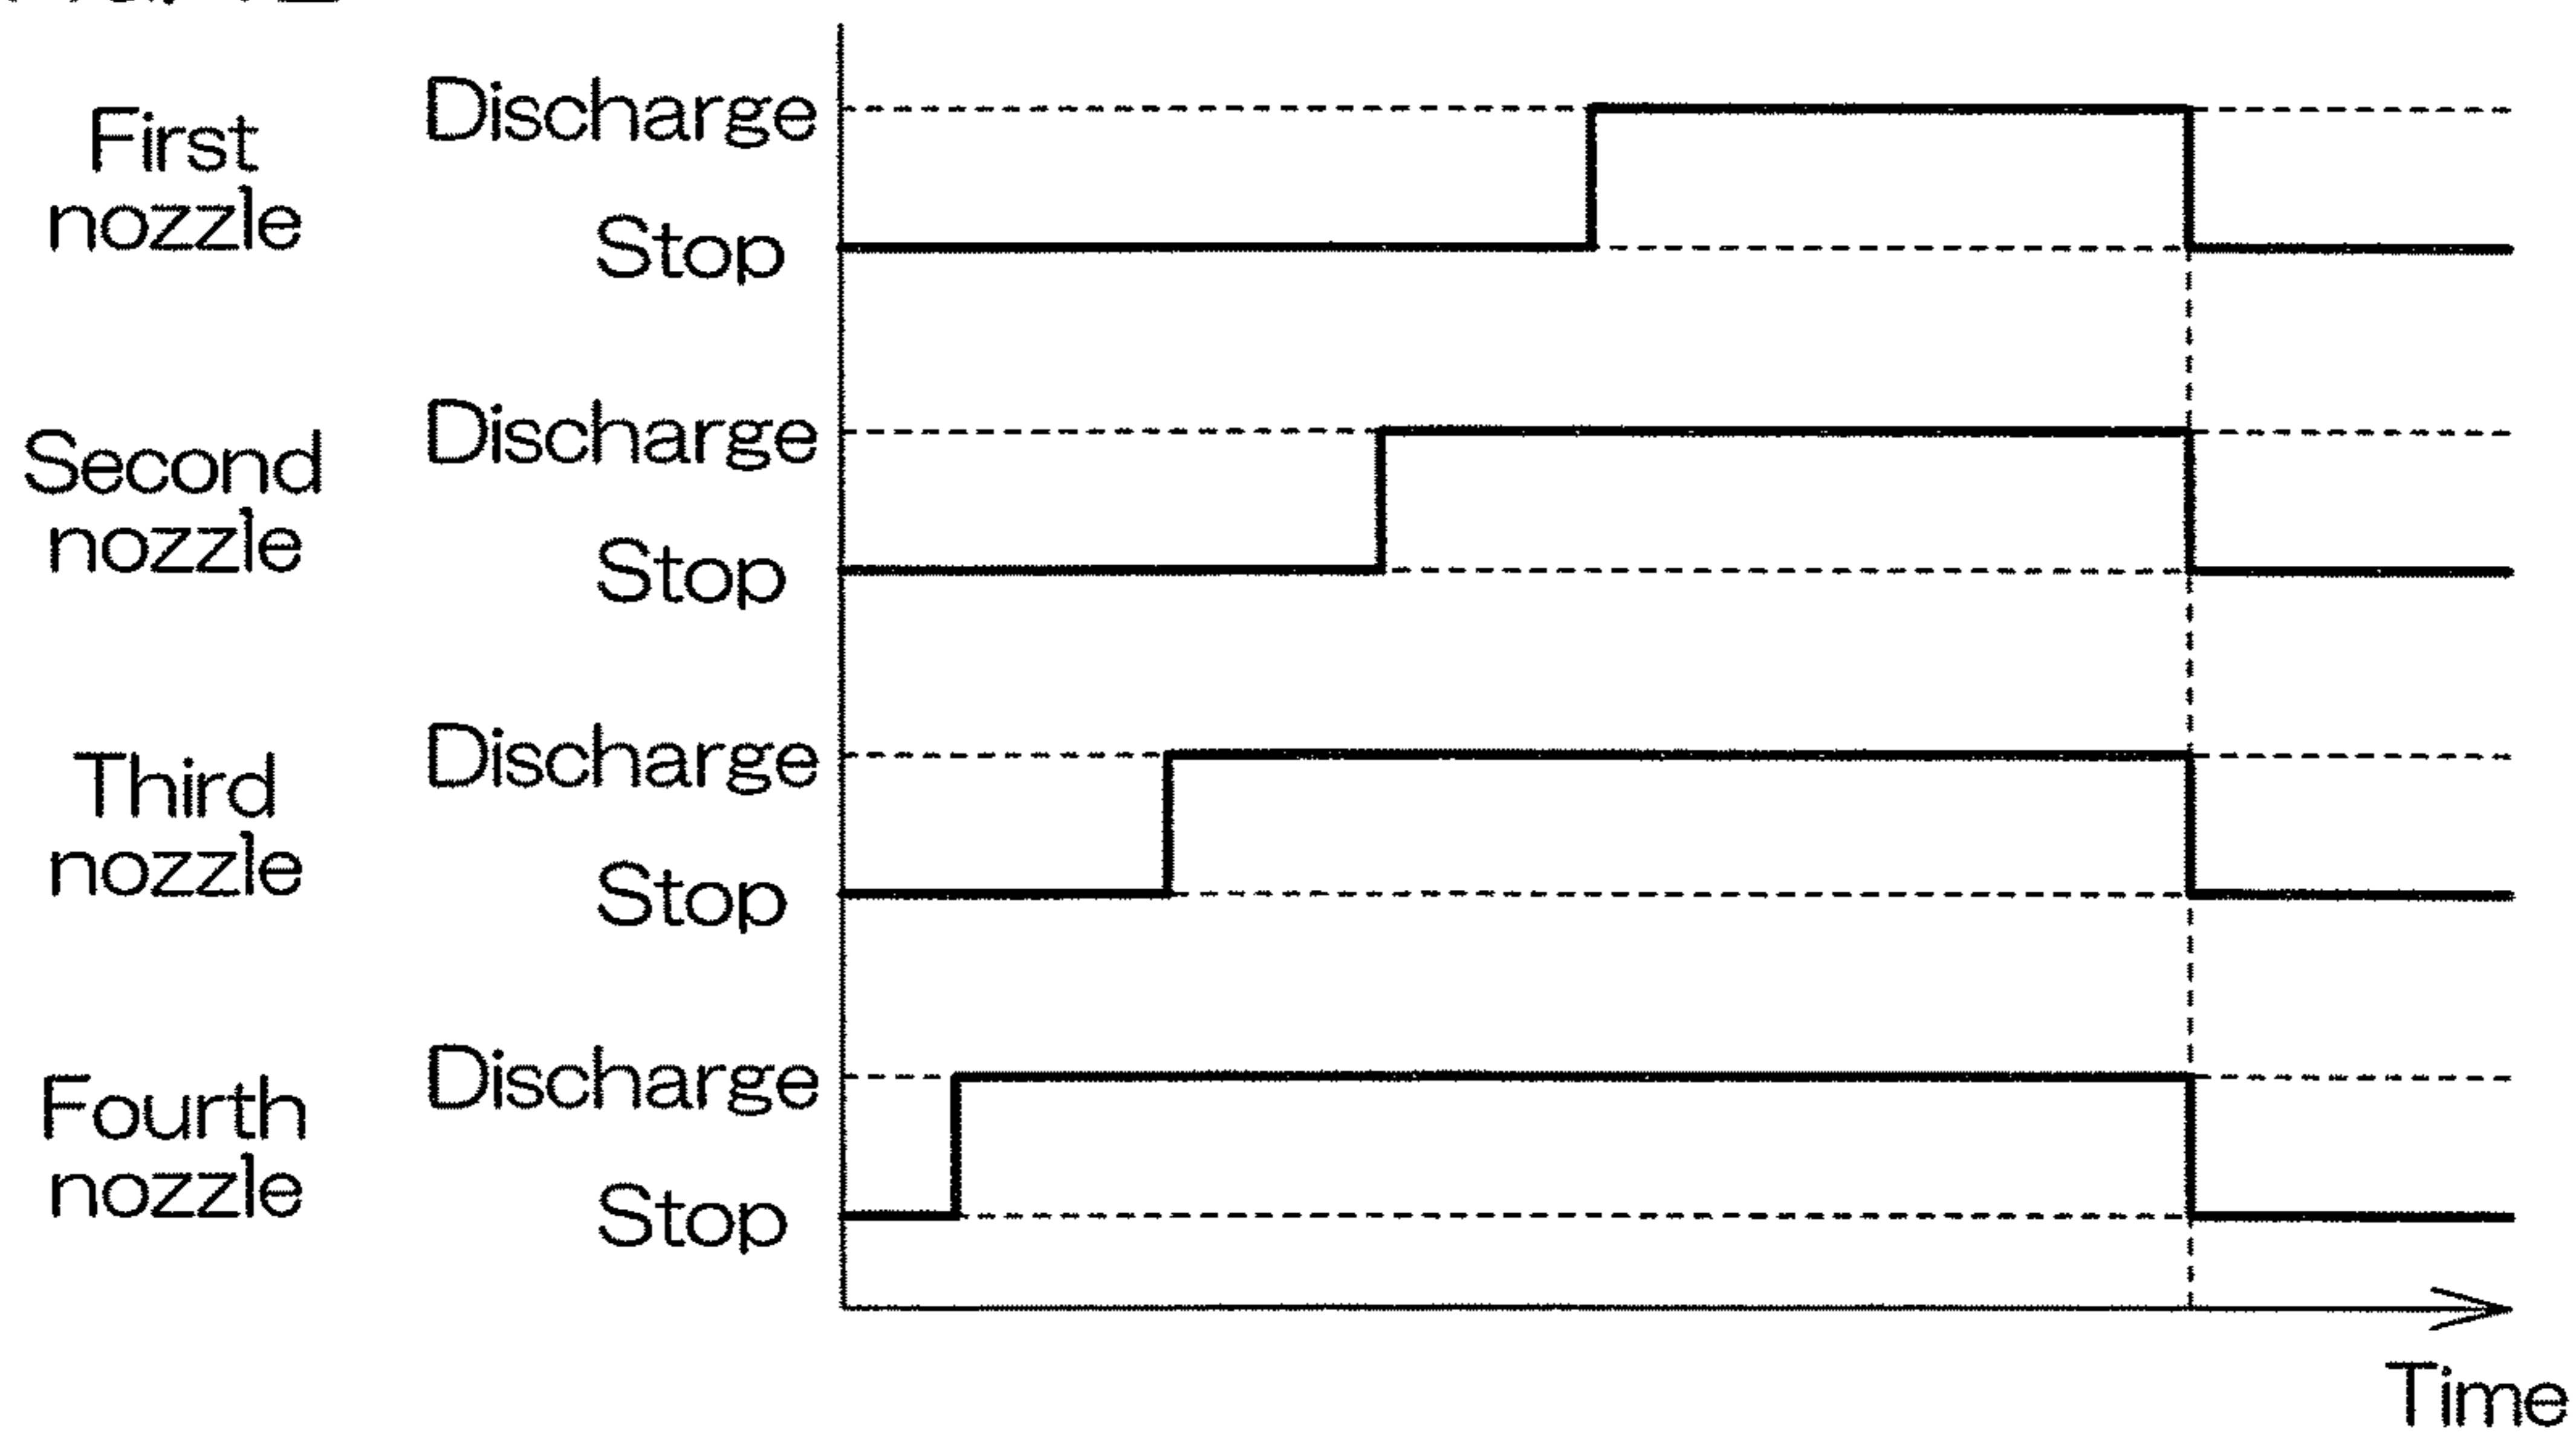 Discharge
First
nozzle
Stop
Discharge
Second
nozzle
Stop
Discharge
Third
nozzle
Stop
Discharge
Fourth
nozzle
Stop
Time